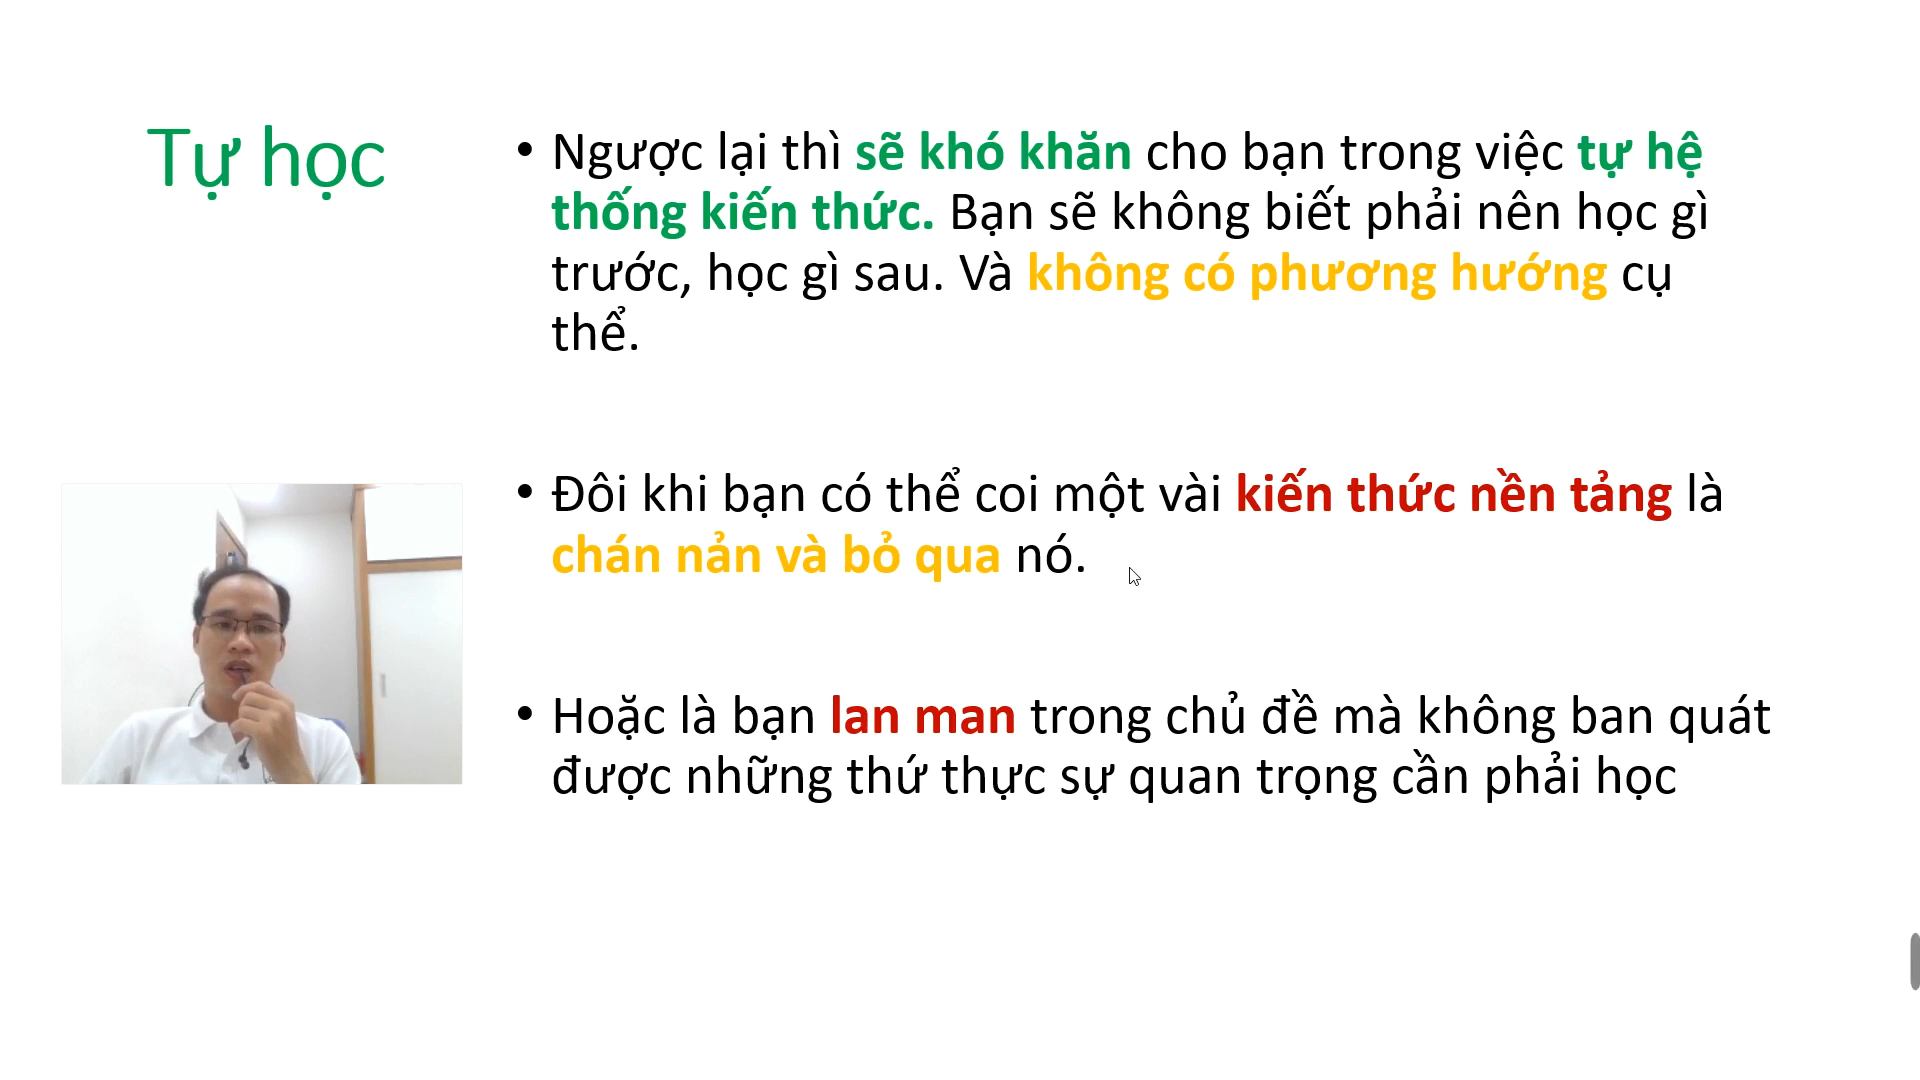 Tự học
• Ngược lại thì sẽ khó khăn cho bạn trong việc tự hệ
thống kiến thức. Bạn sẽ không biết phải nên học gì
trước, học gì sau. Và không có phương hướng cụ
thể.
• Đôi khi bạn có thể coi một vài kiến thức nền tảng là
chán nản và bỏ qua nó.
• Hoặc là bạn lan man trong chủ đề mà không ban quát
được những thứ thực sự quan trọng cần phải học